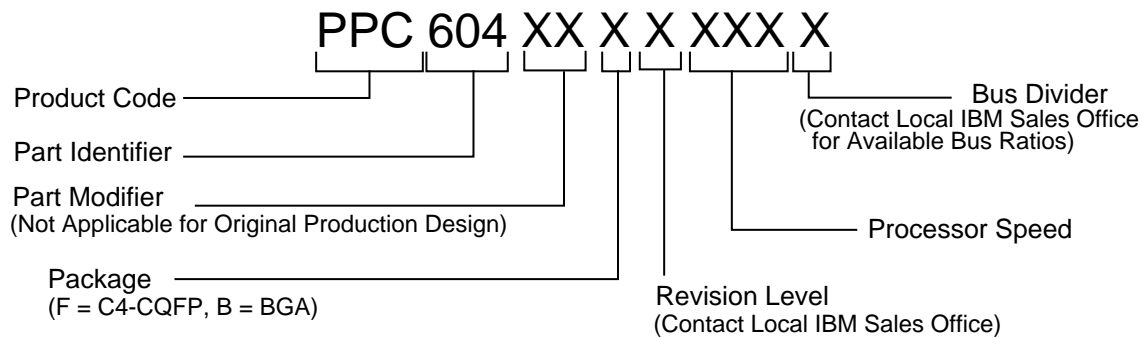 PPC 604 XX X X XXX X
Product Code
Bus Divider
(Contact Local IBM Sales Office
for Available Bus Ratios)
Part Identifier
Part Modifier
(Not Applicable for Original Production Design)
Processor Speed
Package
(F = C4-CQFP, B = BGA)
Revision Level
(Contact Local IBM Sales Office)